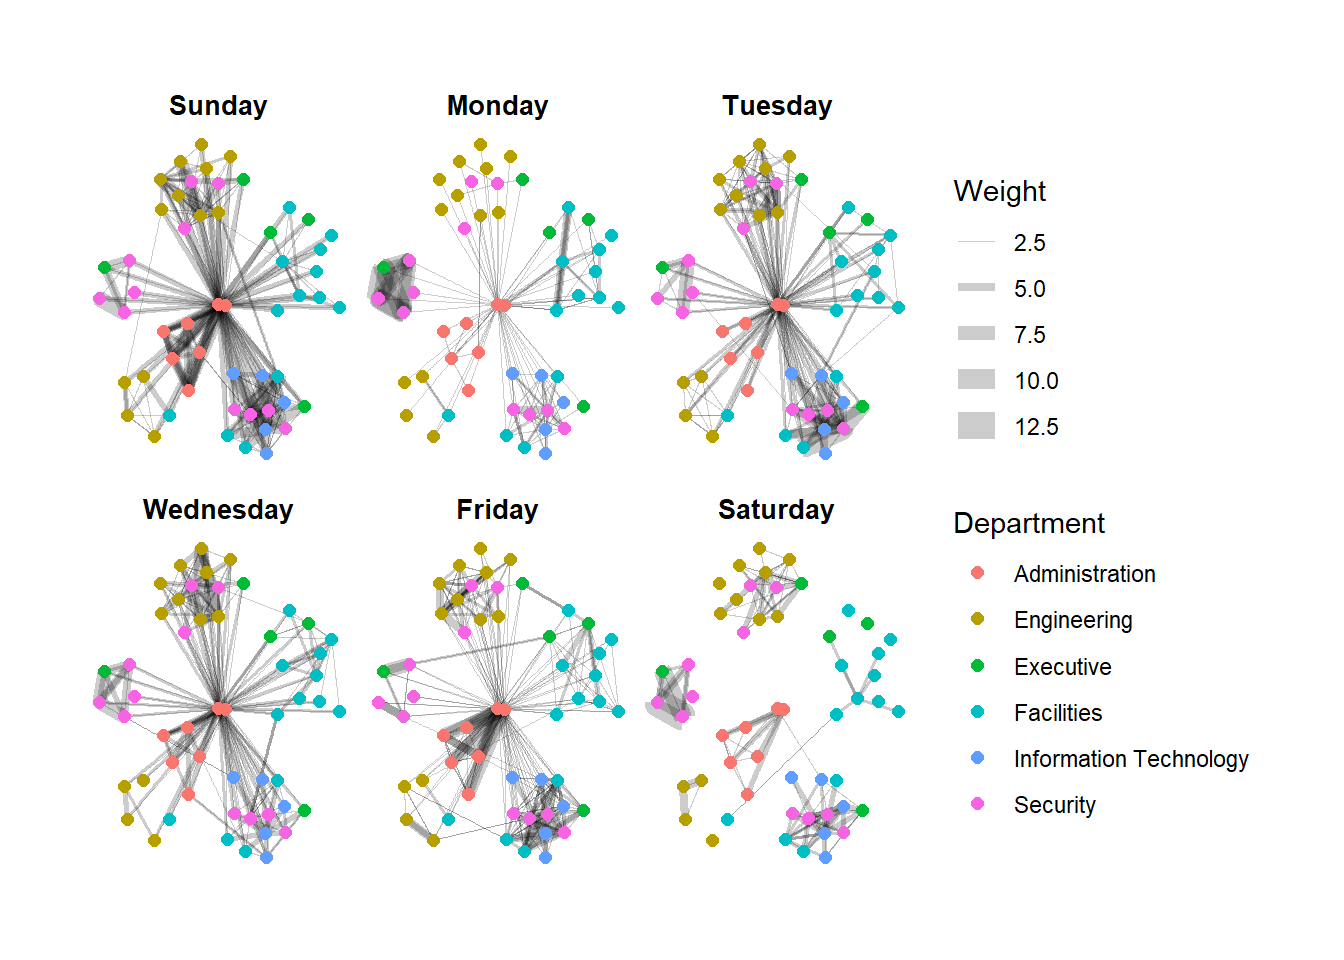 Sunday
Monday
Tuesday
Weight
2.5
5.0
7.5
10.0
12.5
Wednesday
Friday
Saturday
Department
Administration
Engineering
Executive
Facilities
Information Technology
Security